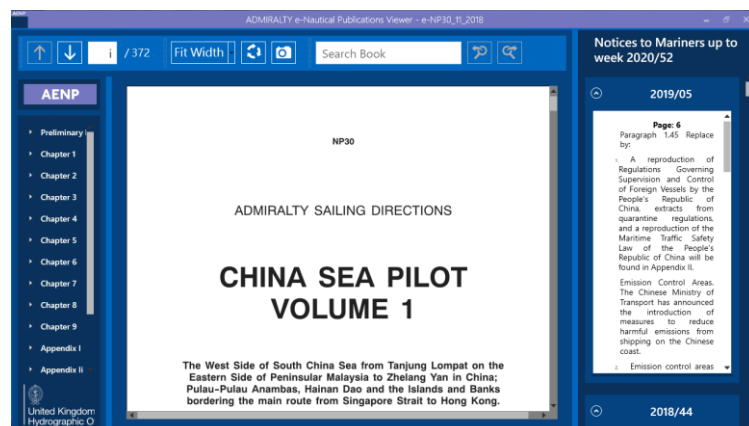 AENP
ADMIRALTY e-Nautical Publications Viewer - e-NP30_11_2018
i / 372 Fit Width Search Book
AENP
Preliminary
Chapter 1
Chapter 2
Chapter 3
Chapter 4
Chapter 5
Chapter 6
Chapter 7
Chapter 8
Chapter 9
Appendix I
Appendix Ii
United Kingdom
Hydrographic O
NP30
ADMIRALTY SAILING DIRECTIONS
CHINA SEA PILOT
VOLUME 1
The West Side of South China Sea from Tanjung Lompat on the
Eastern Side of Peninsular Malaysia to Zhelang Yan in China;
Pulau-Pulau Anambas, Hainan Dao and the Islands and Banks
bordering the main route from Singapore Strait to Hong Kong.
Notices to Mariners up to
week 2020/52
2019/05
Page: 6
Paragraph 1.45 Replace
by:
A reproduction of
Regulations Governing
Supervision and Control
of Foreign Vessels by the
People's Republic of
China, extracts from
quarantine regulations,
and a reproduction of the
Maritime Traffic Safety
Law of the People's
Republic of China will be
found in Appendix II.
Emission Control Areas.
The Chinese Ministry of
Transport has announced
the introduction of
measures to reduce
harmful emissions from
shipping on the Chinese
coast.
Emission control areas
2018/44